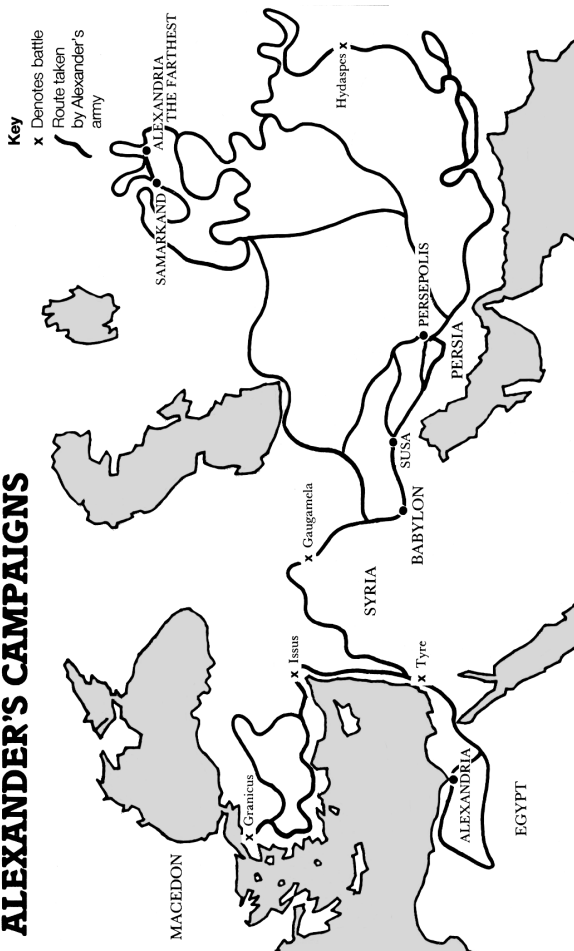 ALEXANDER'S CAMPAIGNS
Key
x Denotes battle
Route taken
by Alexander's
army
MACEDON
Granicus
Issus
Tyre
ALEXANDRIA
EGYPT
SYRIA
Gaugamela
BABYLON
SUSA
PERSEPOLIS
PERSIA
SAMARKAND
ALEXANDRIA
THE FARTHEST
Hydaspes